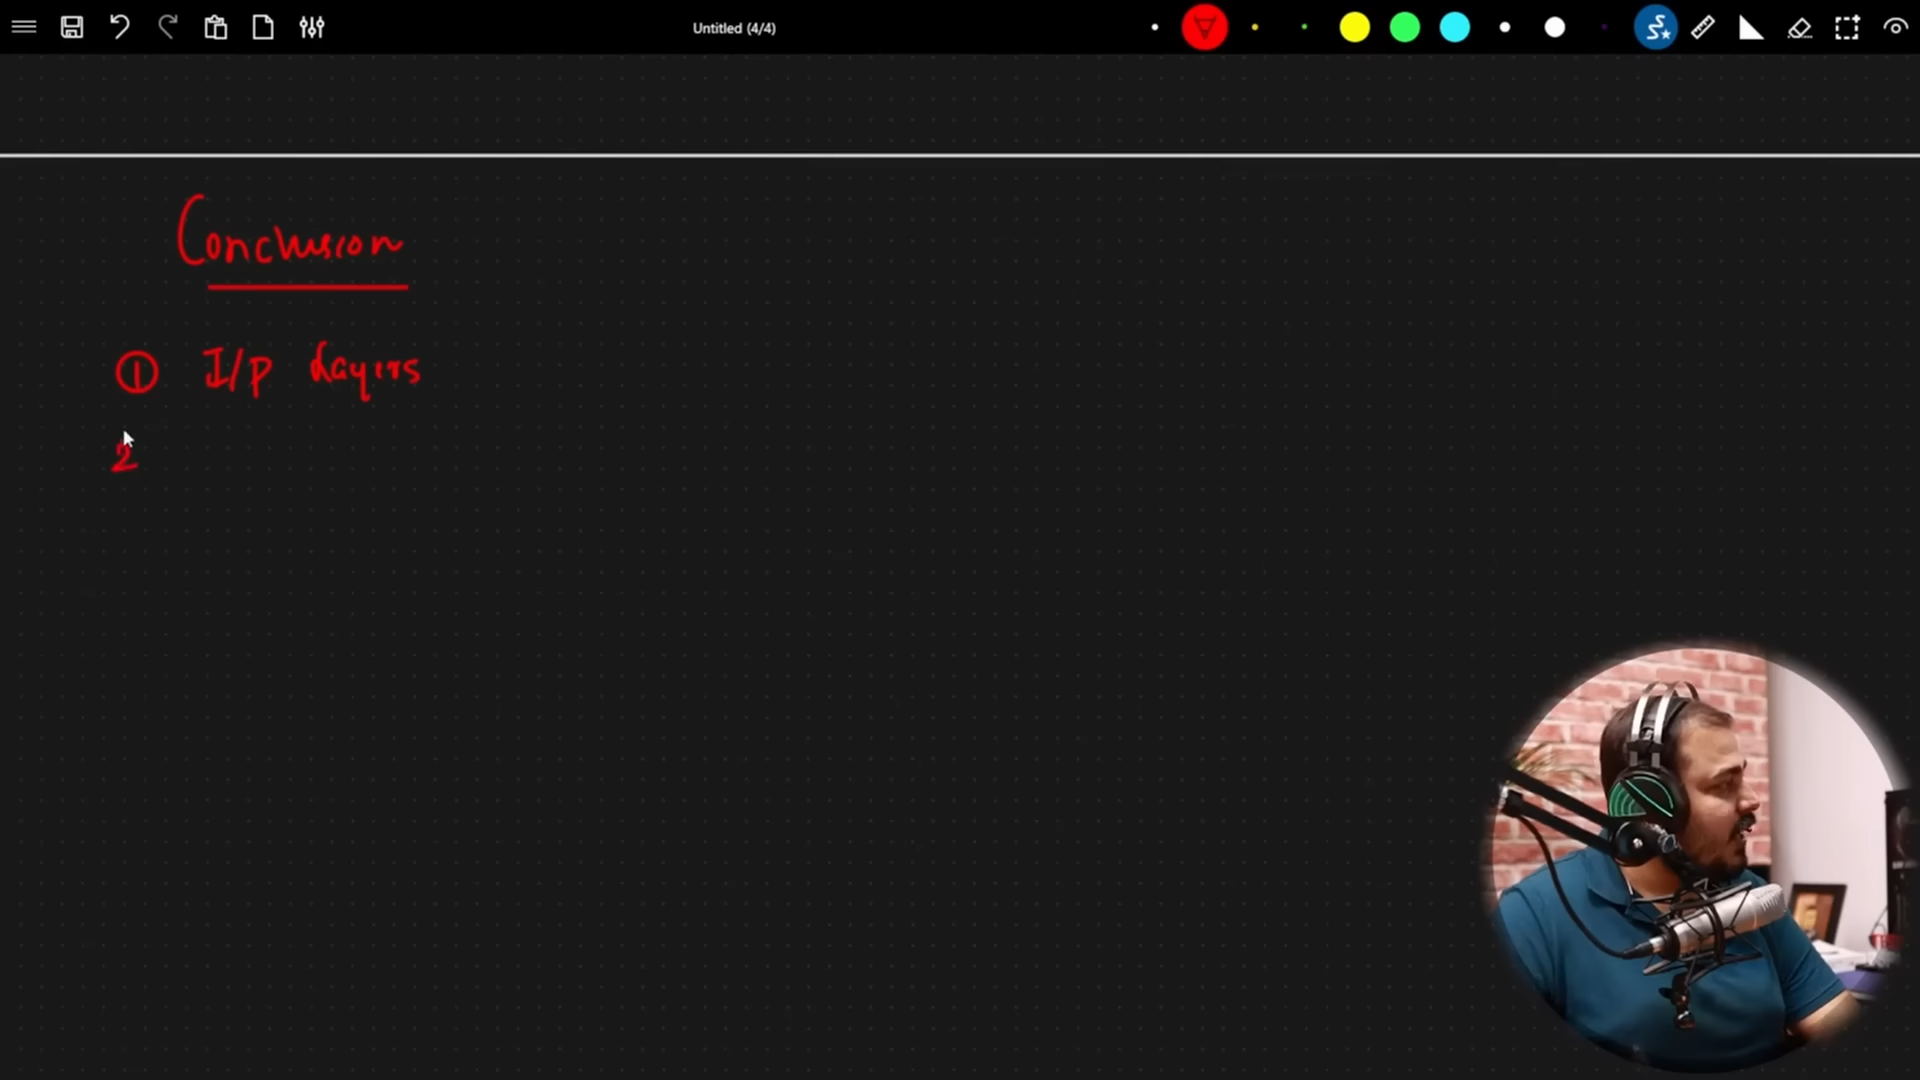 Untitled (4/4)
Conclusion
① I/p Layers
2